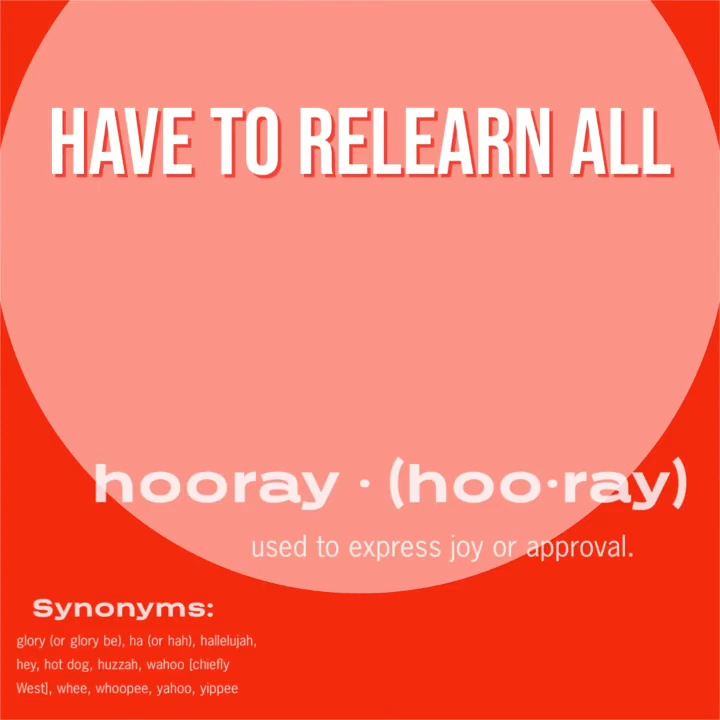 HAVE TO RELEARN ALL
hooray · (hoo·ray)
used to express joy or approval.
Synonyms:
glory (or glory be), ha (or hah), hallelujah,
hey, hot dog, huzzah, wahoo [chiefly
West], whee, whoopee, yahoo, yippee